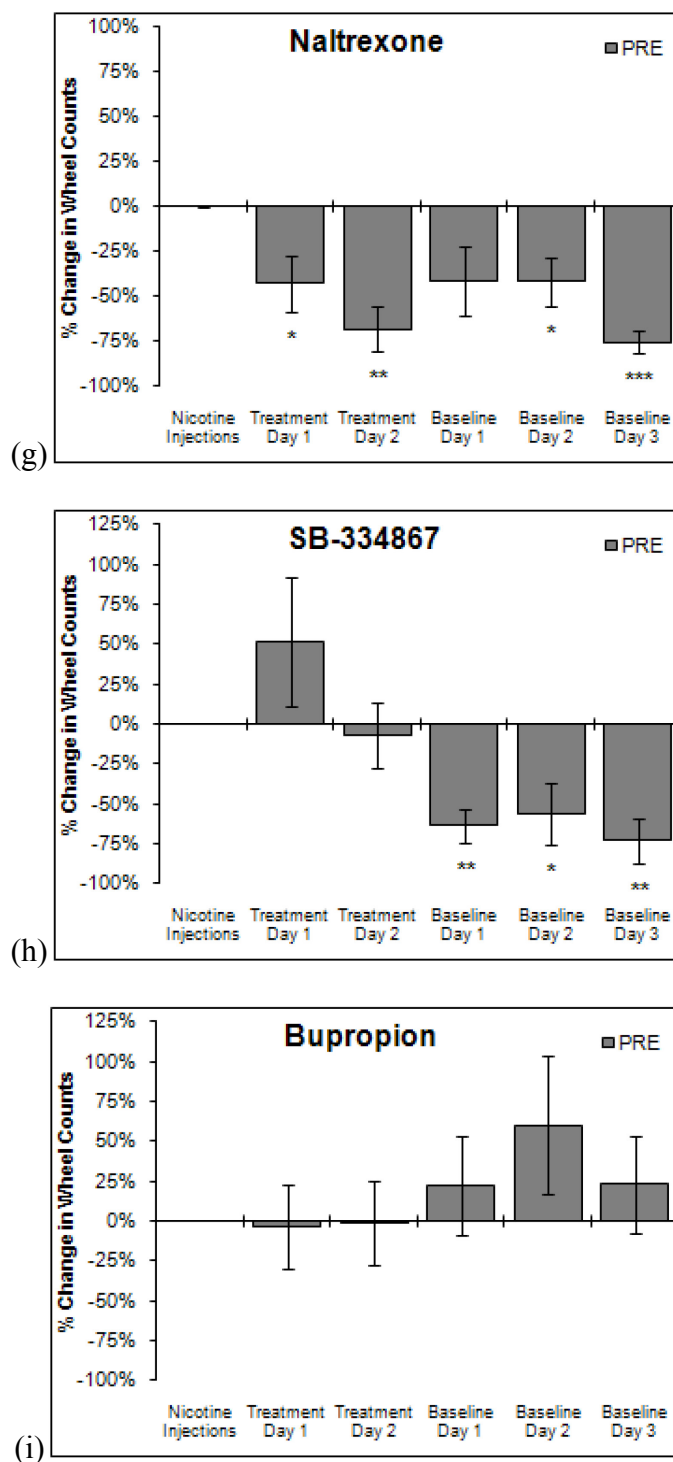 Naltrexone
PRE
100%
75%
50%
25%
0%
-25%
-50%
-75%
-100%
% Change in Wheel Counts
* ** * ***
Nicotine Treatment Treatment Baseline Baseline Baseline
Injections Day 1 Day 2 Day 1 Day 2 Day 3
(g)
SB-334867
PRE
125%
100%
75%
50%
25%
0%
-25%
-50%
-75%
-100%
% Change in Wheel Counts
** * **
Nicotine Treatment Treatment Baseline Baseline Baseline
Injections Day 1 Day 2 Day 1 Day 2 Day 3
(h)
Bupropion
PRE
125%
100%
75%
50%
25%
0%
-25%
-50%
-75%
-100%
% Change in Wheel Counts
Nicotine Treatment Treatment Baseline Baseline Baseline
Injections Day 1 Day 2 Day 1 Day 2 Day 3
(i)